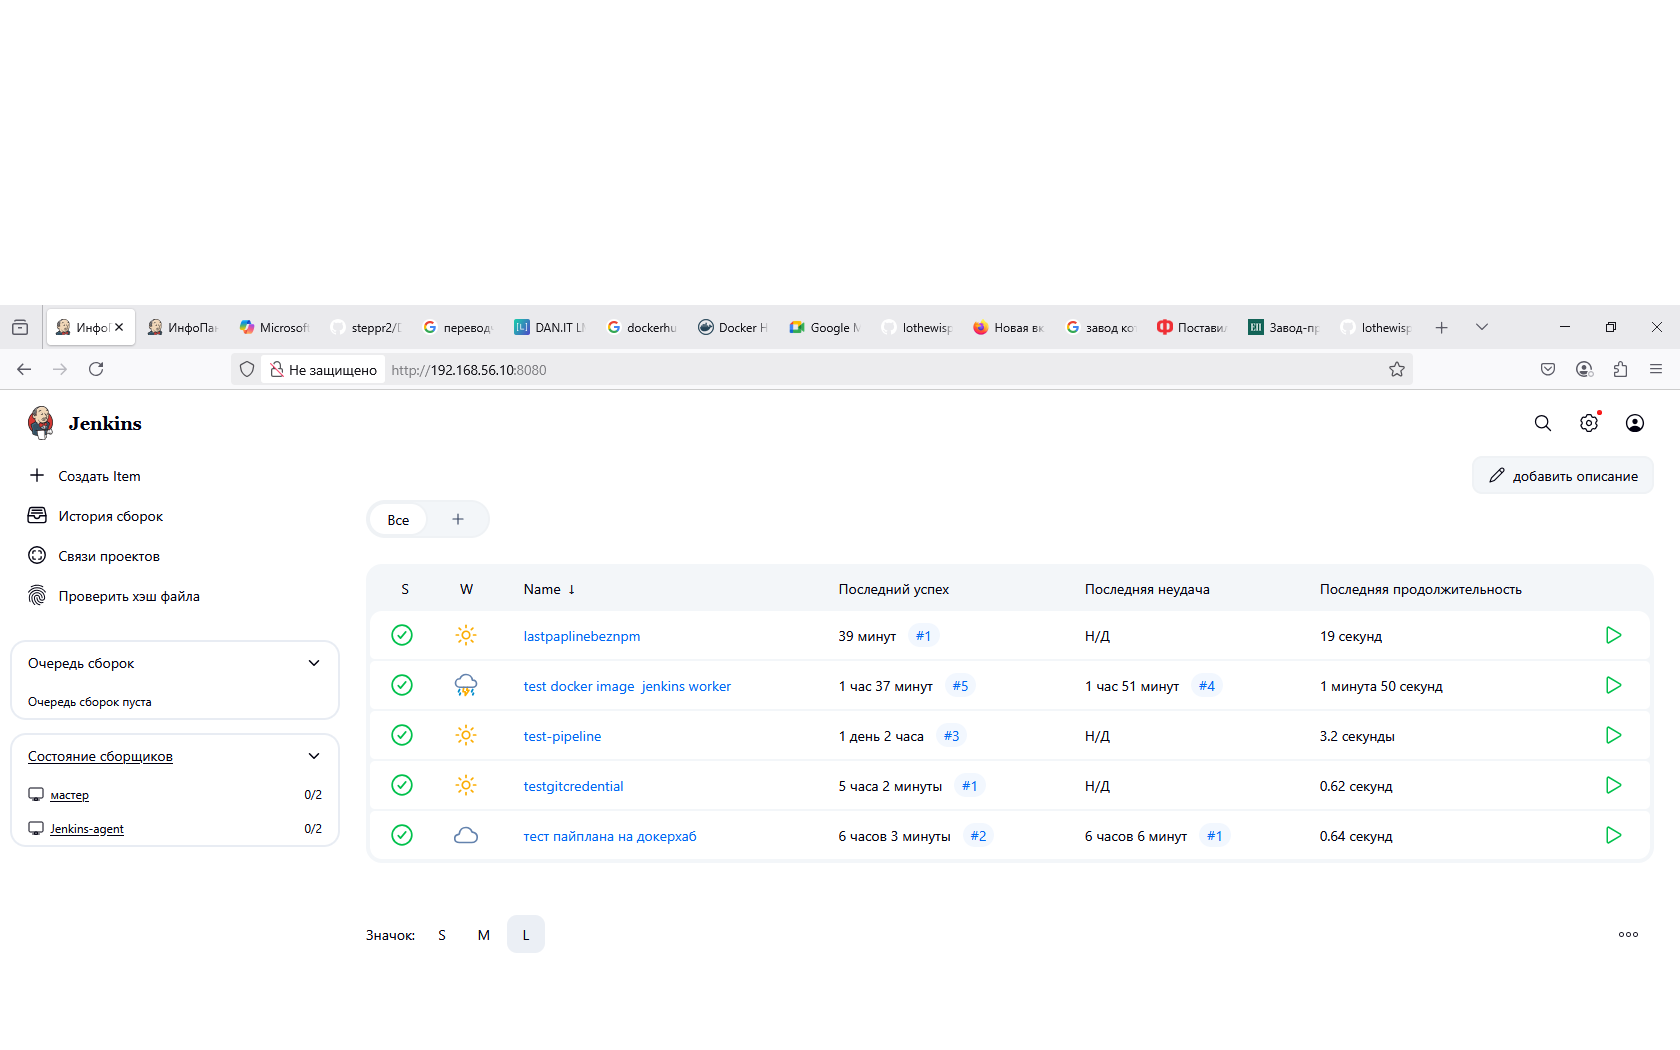 Инфо
ИнфоПан
Microsoft
steppr2/
перевод
DAN.IT LM
dockerhu
Docker H
Google M
lothewisp
Новая вк
завод ко
Поставил
Завод-пр
lothewisp
Не защищено http://192.168.56.10:8080
Jenkins
Создать Item
История сборок
Связи проектов
Проверить хэш файла
Очередь сборок
Очередь сборок пуста
Состояние сборщиков
мастер 0/2
Jenkins-agent 0/2
добавить описание
Все +
S W Name ↓ Последний успех Последняя неудача Последняя продолжительность
lastpaplinebeznpm 39 минут #1 Н/Д 19 секунд
test docker image jenkins worker 1 час 37 минут #5 1 час 51 минут #4 1 минута 50 секунд
test-pipeline 1 день 2 часа #3 Н/Д 3.2 секунды
testgitcredential 5 часа 2 минуты #1 Н/Д 0.62 секунд
тест пайплана на докерхаб 6 часов 3 минуты #2 6 часов 6 минут #1 0.64 секунд
Значок: S M L